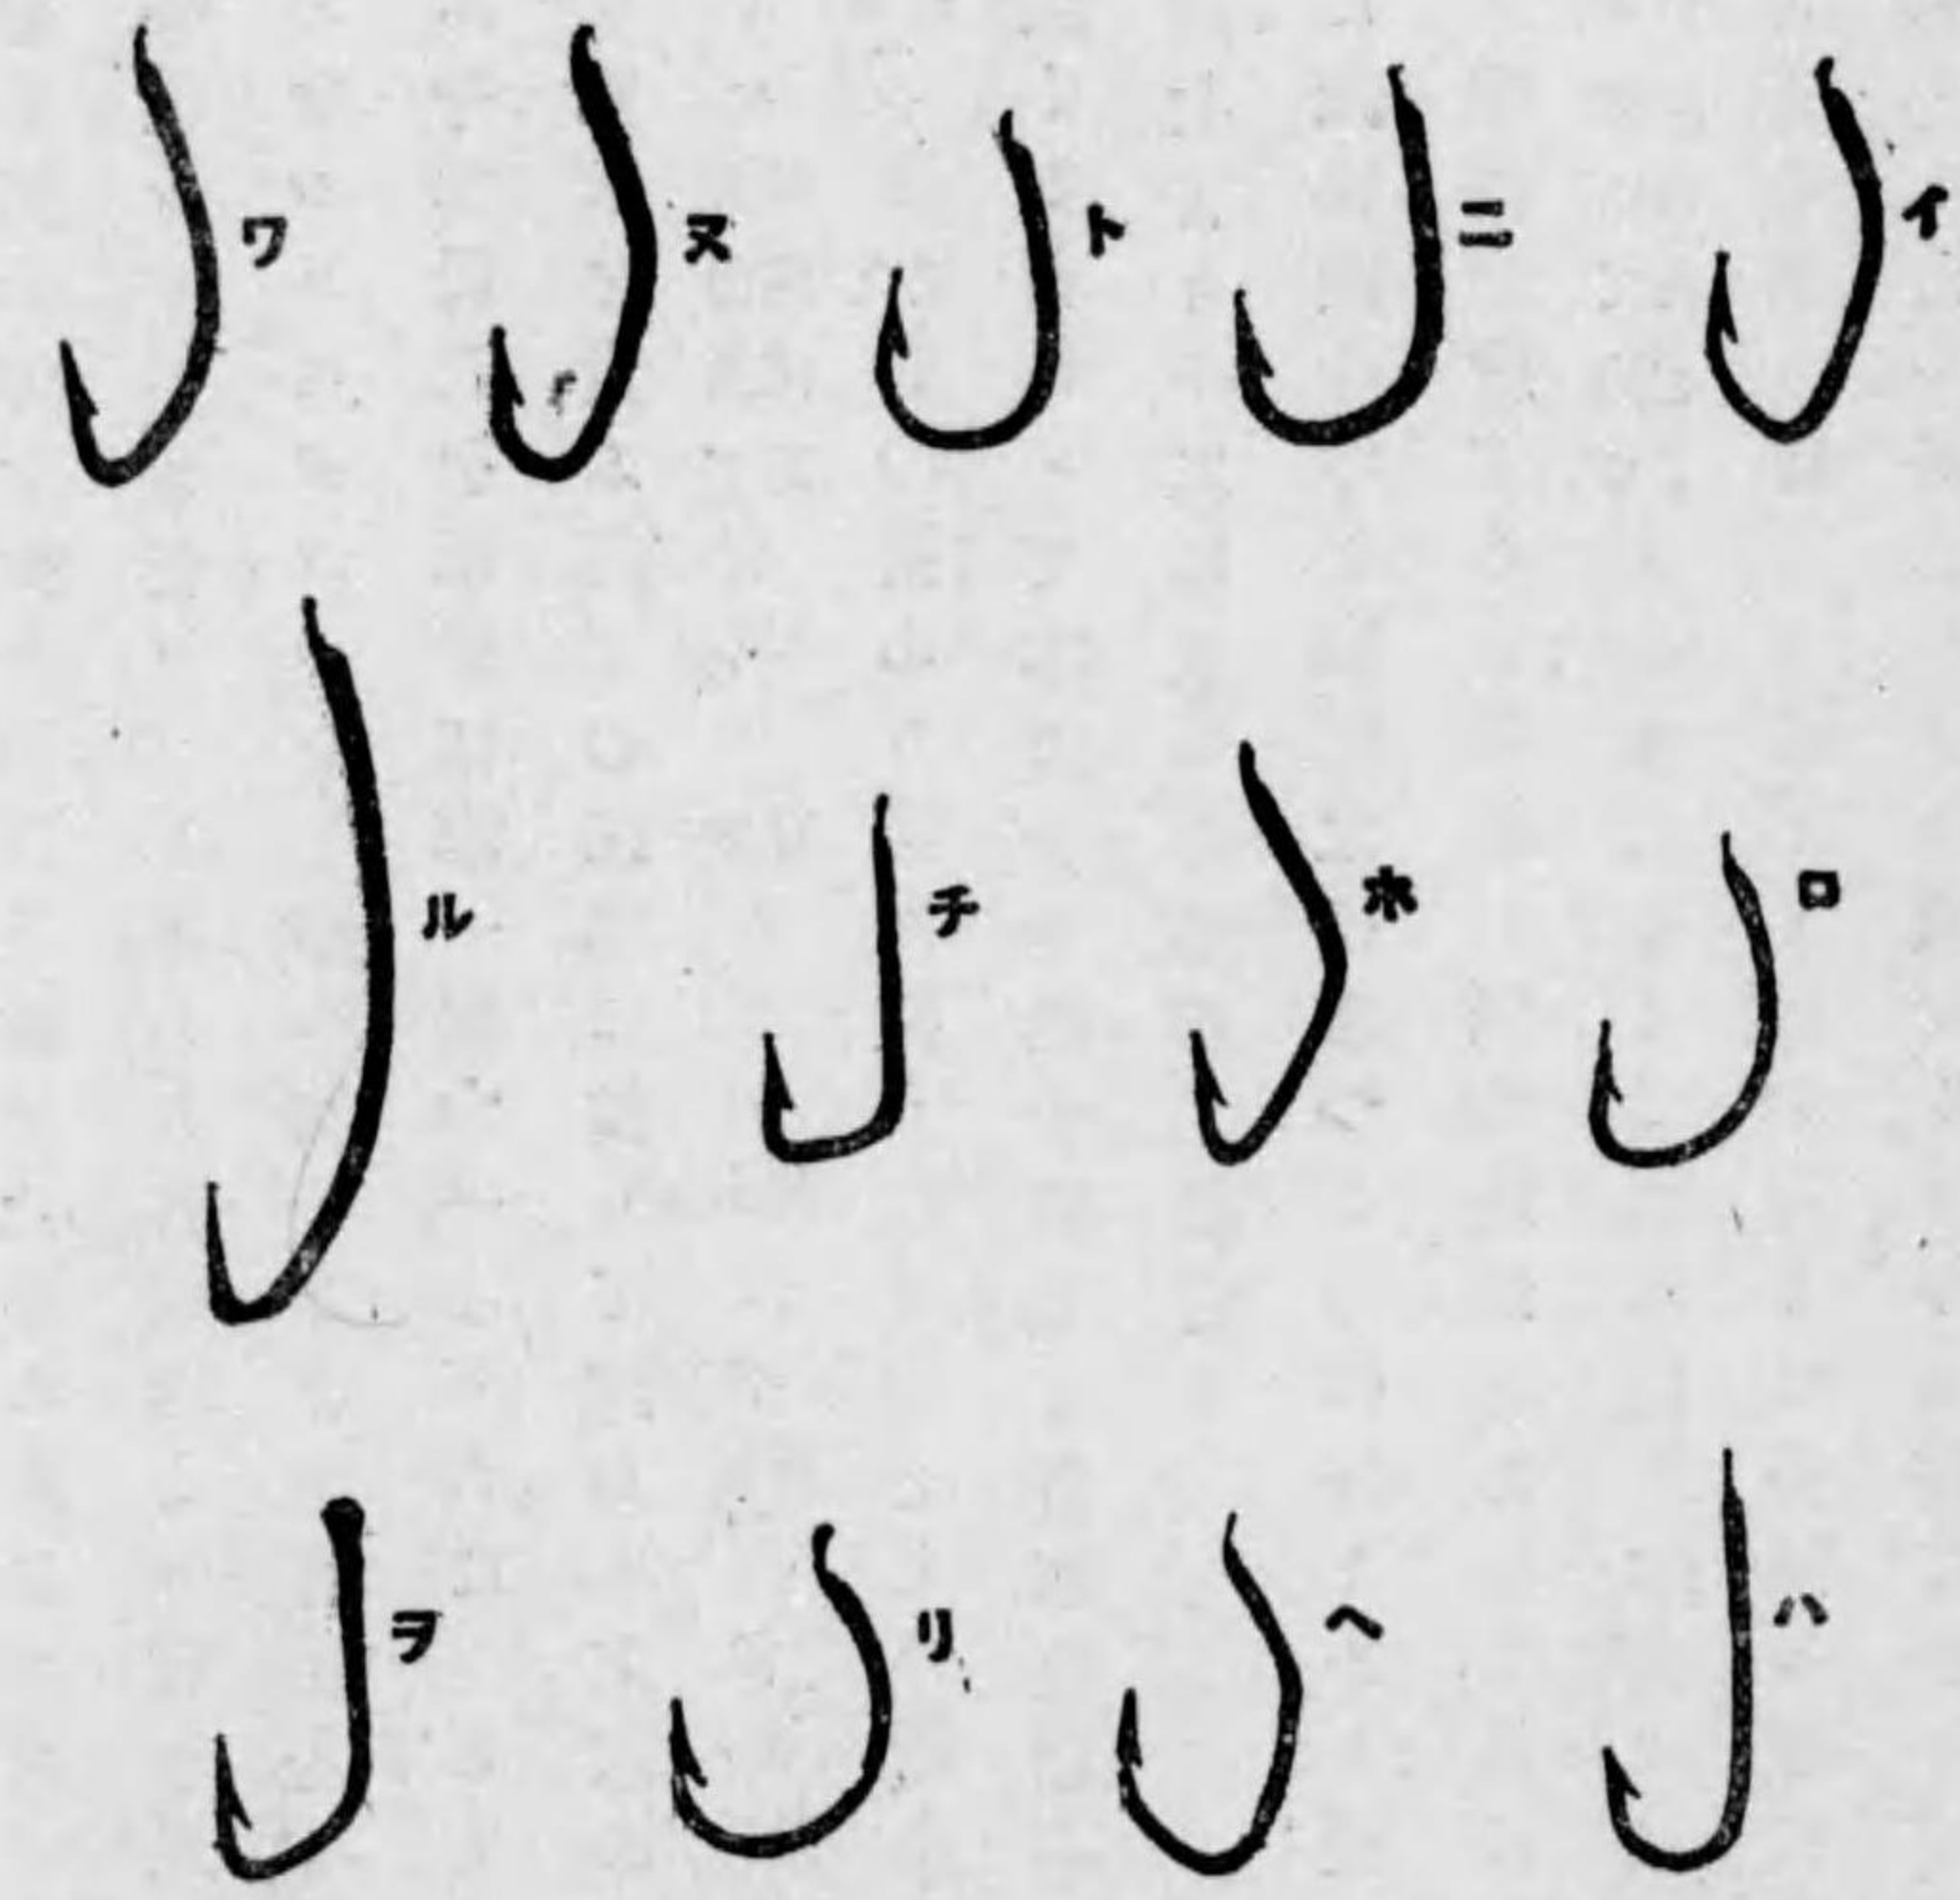 イ
ロ
ハ
ニ
ホ
ヘ
ト
チ
リ
ヌ
ル
ヲ
ワ